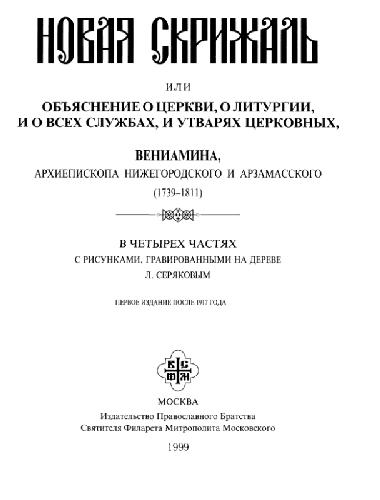 НОВАЯ СКРИЖАЛЬ
ИЛИ
ОБЪЯСНЕНИЕ О ЦЕРКВИ, О ЛИТУРГИИ,
И О ВСЕХ СЛУЖБАХ, И УТВАРЯХ ЦЕРКОВНЫХ,
ВЕНИАМИНА,
АРХИЕПИСКОПА НИЖЕГОРОДСКОГО И АРЗАМАССКОГО
(1739–1811)
В ЧЕТЫРЕХ ЧАСТЯХ
С РИСУНКАМИ, ГРАВИРОВАННЫМИ НА ДЕРЕВЕ
Л. СЕРЯКОВЫМ
ПЕРВОЕ ИЗДАНИЕ ПОСЛЕ 1917 ГОДА
МОСКВА
Издательство Православного Братства
Святителя Филарета Митрополита Московского
1999